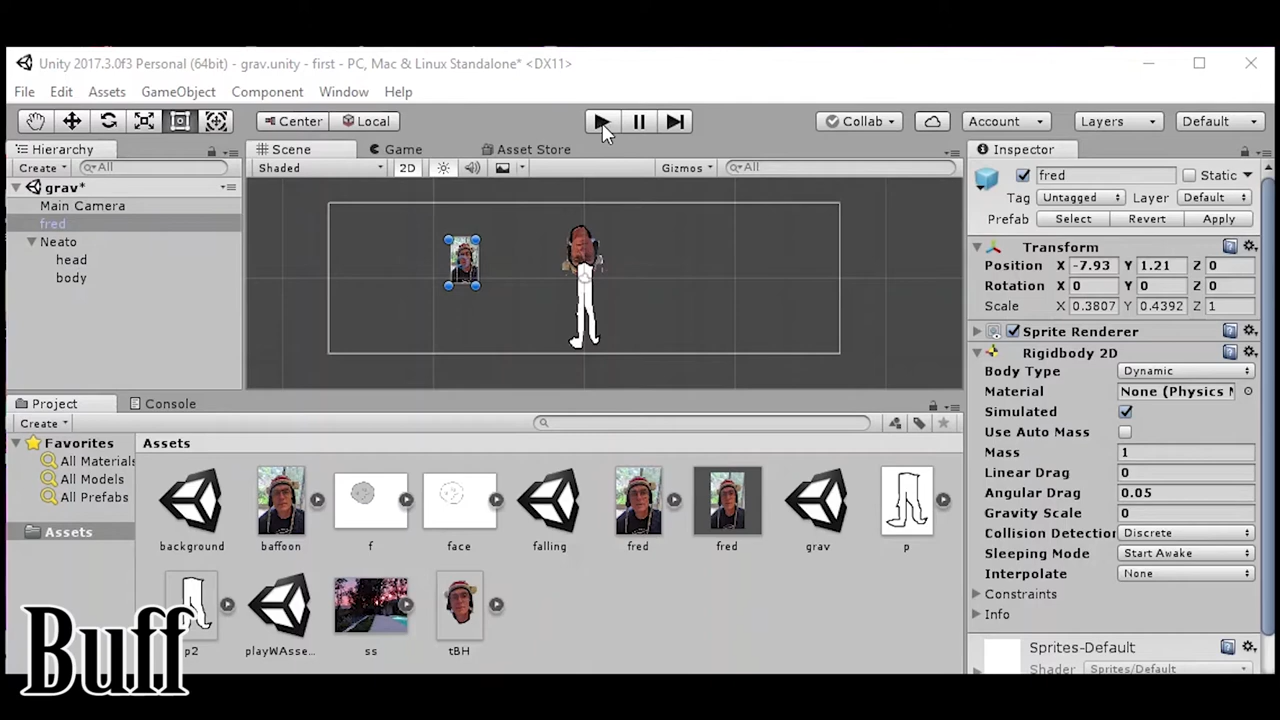 Unity 2017.3.0f3 Personal (64bit) - grav.unity - first - PC, Mac & Linux Standalone* <DX11>
File Edit Assets GameObject Component Window Help
Center Local Collab Account Layers Default
Hierarchy
Create All
grav*
Main Camera
fred
Neato
head
body
Scene Game Asset Store
Shaded 2D Gizmos All
Inspector
fred Static
Tag Untagged Layer Default
Prefab Select Revert Apply
Transform
Position X -7.93 Y 1.21 Z 0
Rotation X 0 Y 0 Z 0
Scale X 0.3807 Y 0.4392 Z 1
Sprite Renderer
Rigidbody 2D
Body Type Dynamic
Material None (Physics M
Simulated
Use Auto Mass
Mass 1
Linear Drag 0
Angular Drag 0.05
Gravity Scale 0
Collision Detection Discrete
Sleeping Mode Start Awake
Interpolate None
Constraints
Info
Sprites-Default
Shader Sprites/Default
Project Console
Create
Favorites
All Materials
All Models
All Prefabs
Assets
Assets
background baffoon f face falling fred fred grav p
p2 playWAsse... ss tBH
Buff